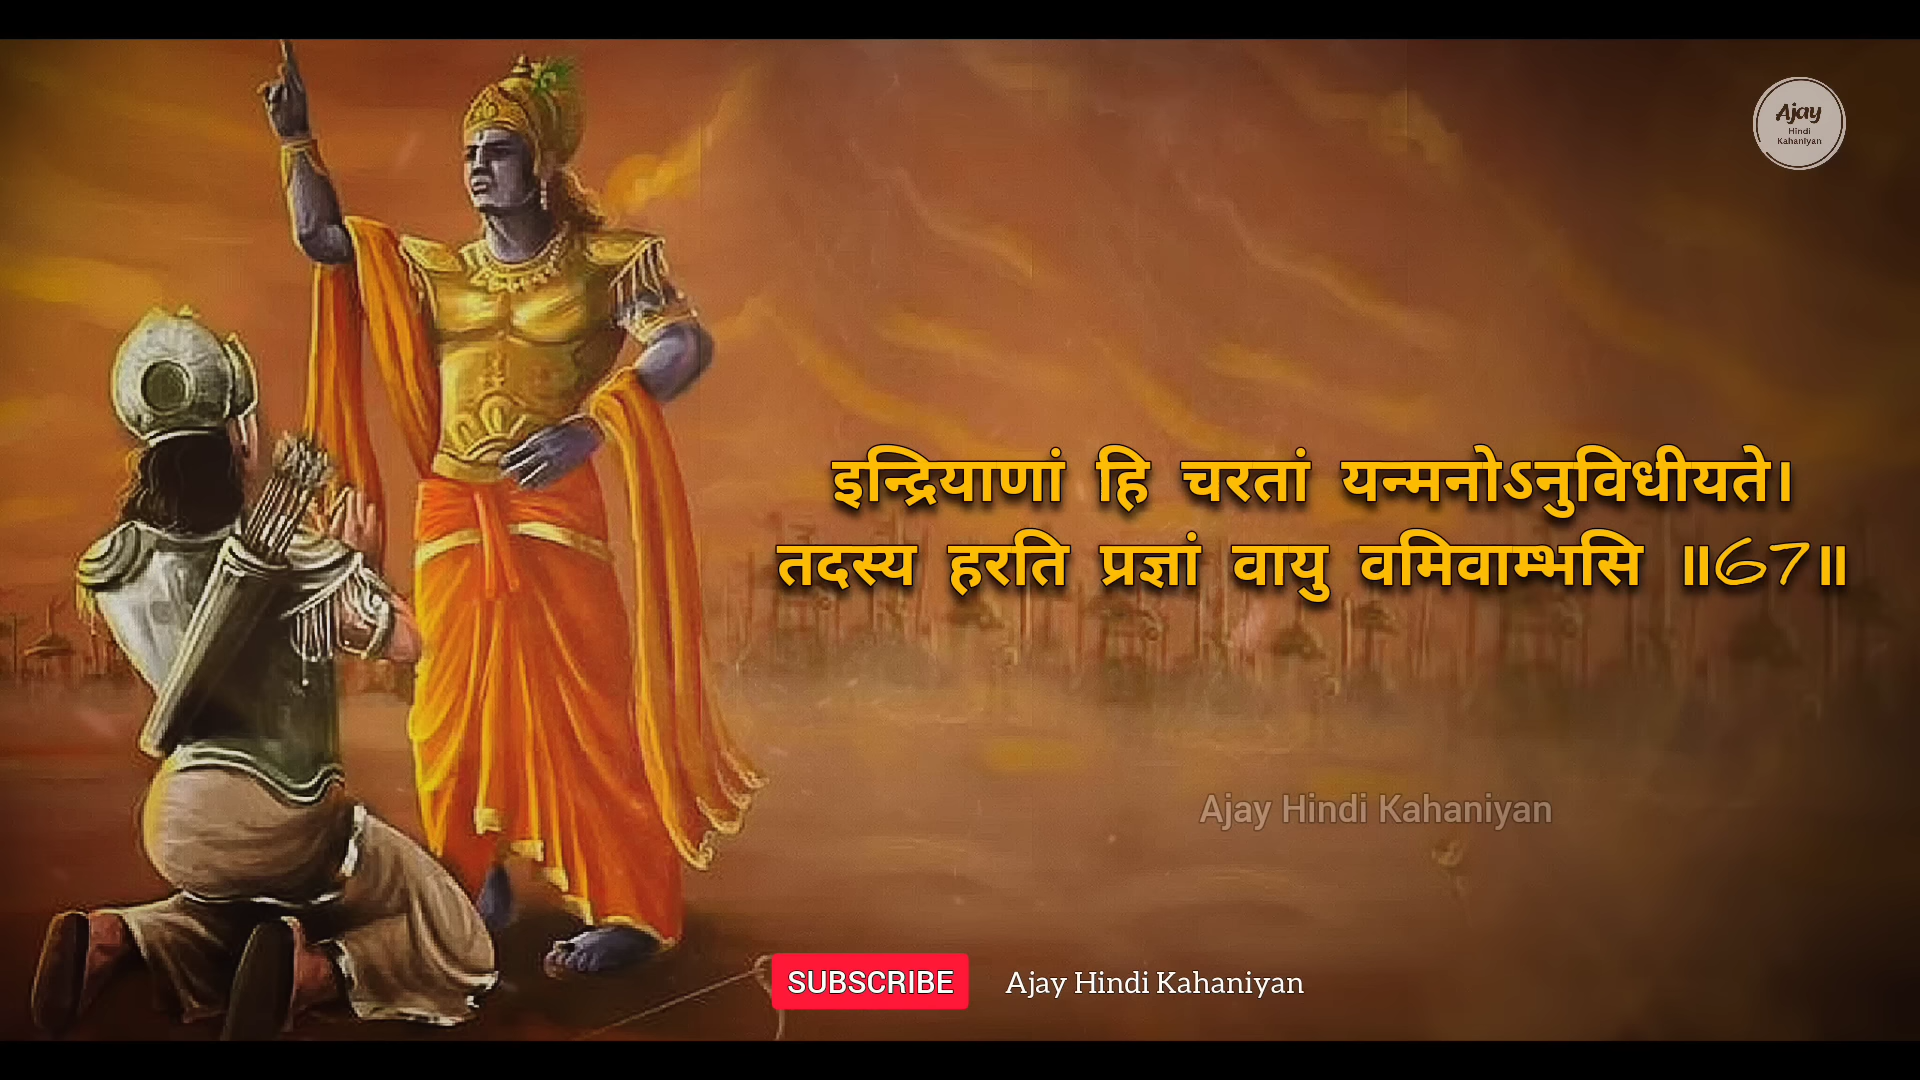 Ajay
Hindi
Kahaniyan
इन्द्रियाणां हि चरतां यन्मनोऽनुविधीयते।
तदस्य हरति प्रज्ञां वायु वमिवाम्भसि ॥67॥
Ajay Hindi Kahaniyan
SUBSCRIBE Ajay Hindi Kahaniyan